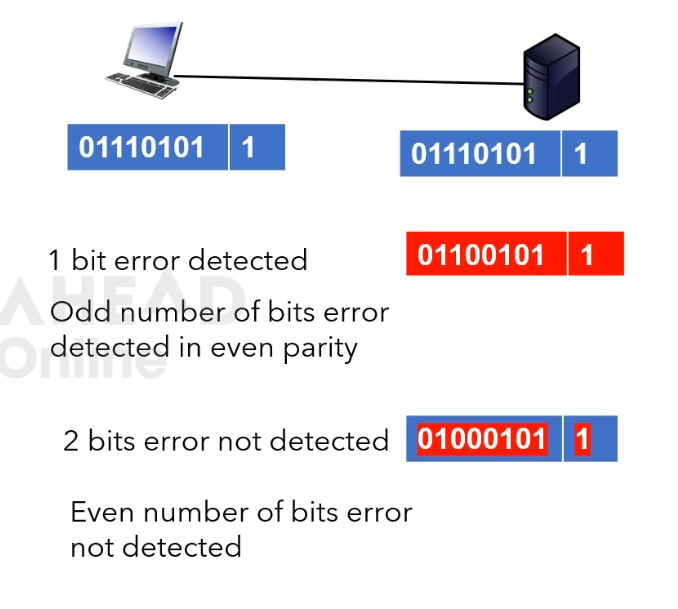 01110101 1
01110101 1
1 bit error detected
01100101 1
Odd number of bits error
detected in even parity
AHEAD
Online
2 bits error not detected
01000101 1
Even number of bits error
not detected